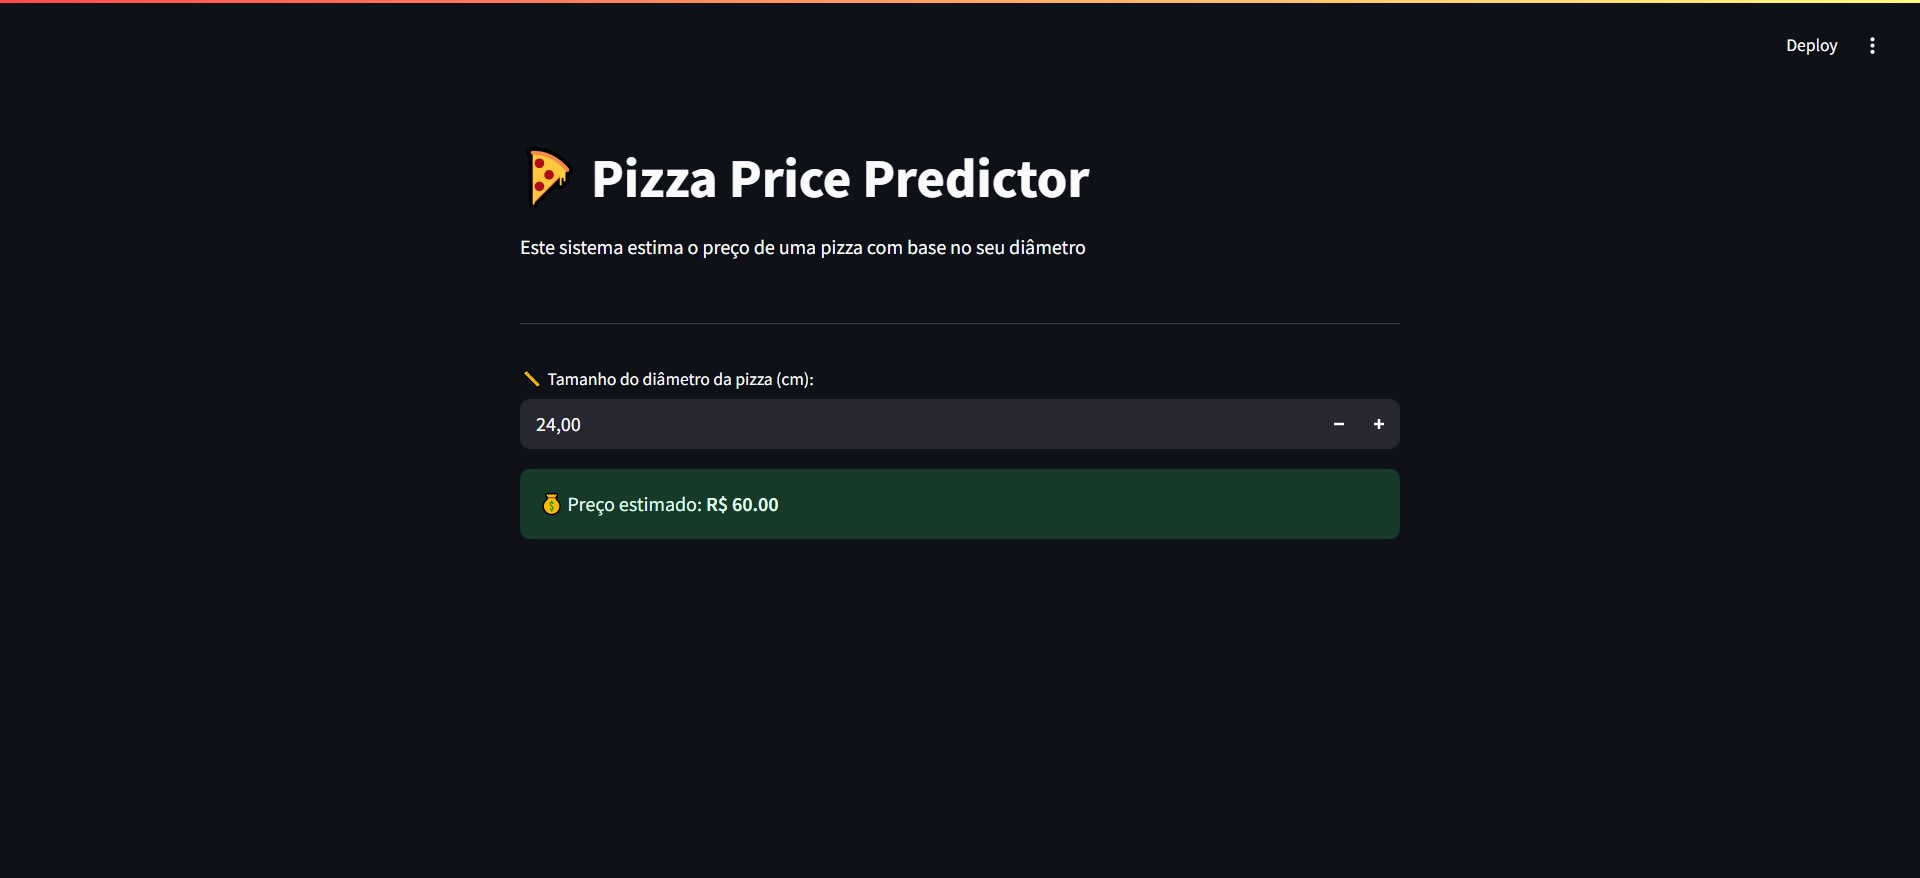 Deploy
Pizza Price Predictor
Este sistema estima o preço de uma pizza com base no seu diâmetro
Tamanho do diâmetro da pizza (cm):
24,00
Preço estimado: R$ 60.00